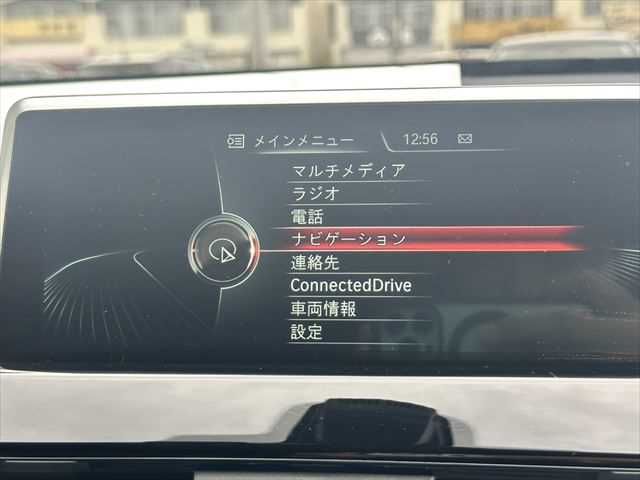 メインメニュー 12:56
マルチメディア
ラジオ
電話
ナビゲーション
連絡先
ConnectedDrive
車両情報
設定